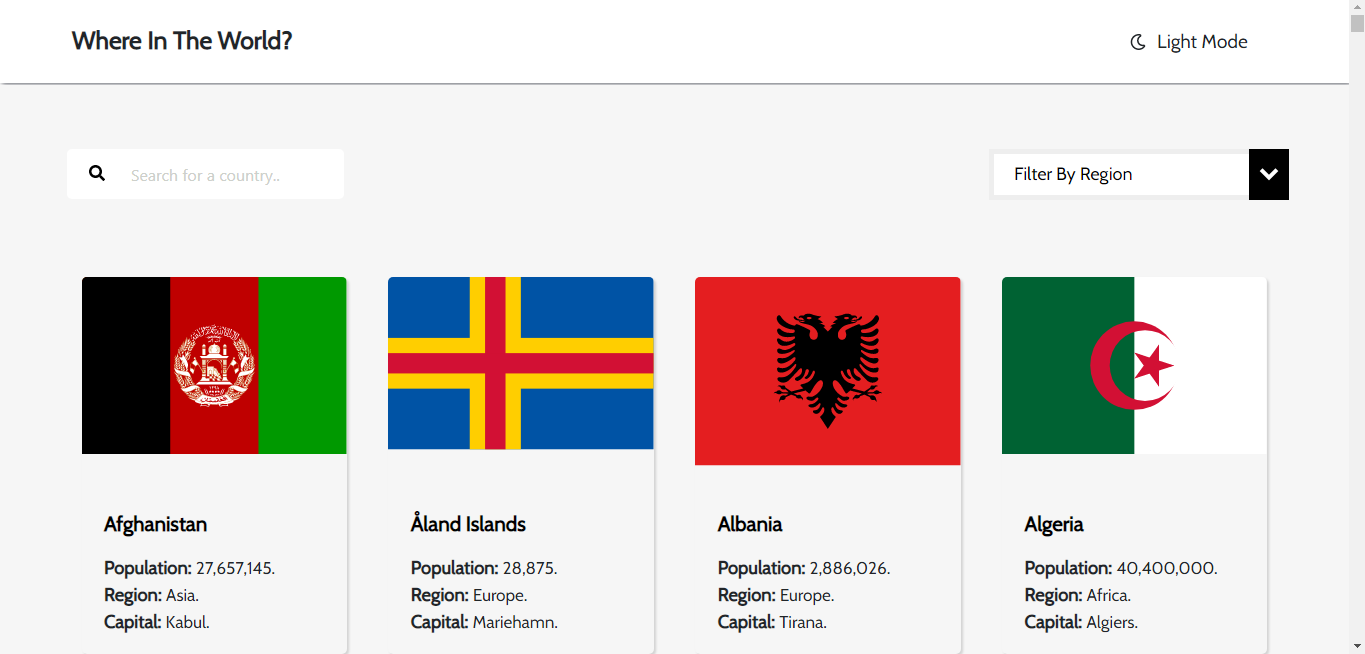 Where In The World?
Light Mode
Search for a country..
Filter By Region
Afghanistan
Population: 27,657,145.
Region: Asia.
Capital: Kabul.
Åland Islands
Population: 28,875.
Region: Europe.
Capital: Mariehamn.
Albania
Population: 2,886,026.
Region: Europe.
Capital: Tirana.
Algeria
Population: 40,400,000.
Region: Africa.
Capital: Algiers.